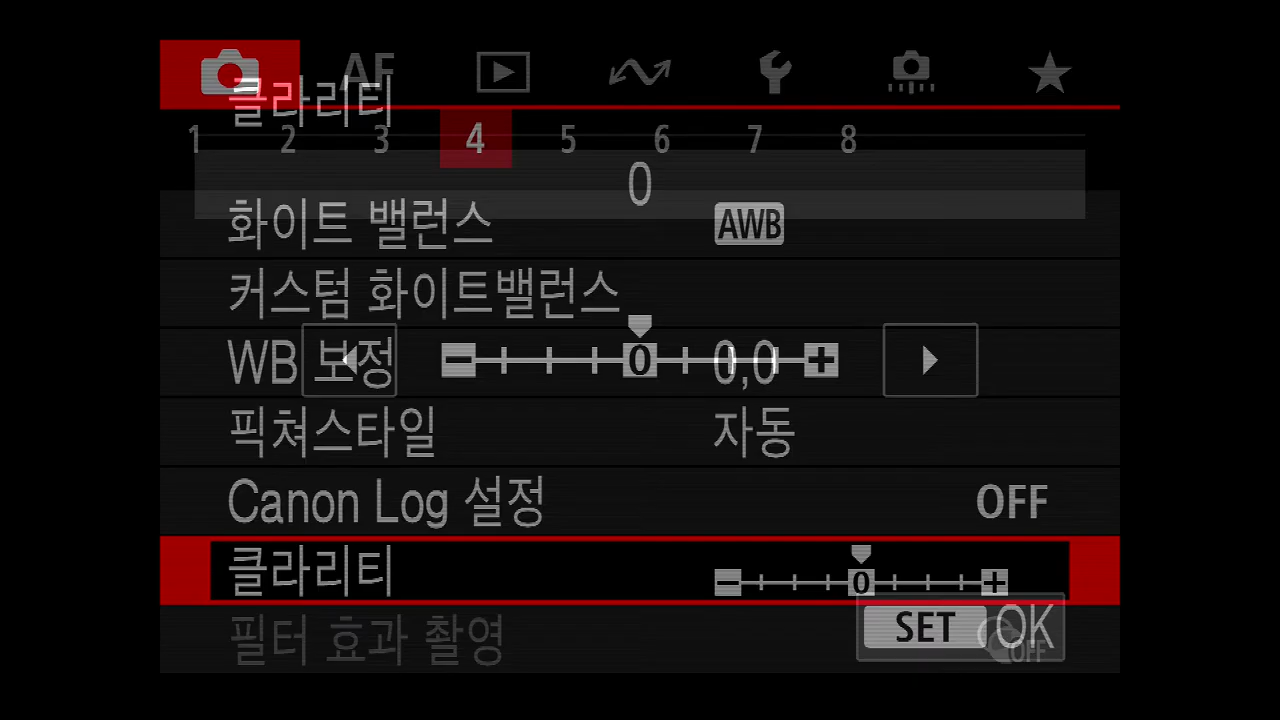 AF
클라리티
1 2 3 4 5 6 7 8
0
화이트 밸런스 AWB
커스텀 화이트밸런스
WB 보정 0,0
0
픽쳐스타일 자동
Canon Log 설정 OFF
클라리티 0
필터 효과 촬영 OFF
SET OK